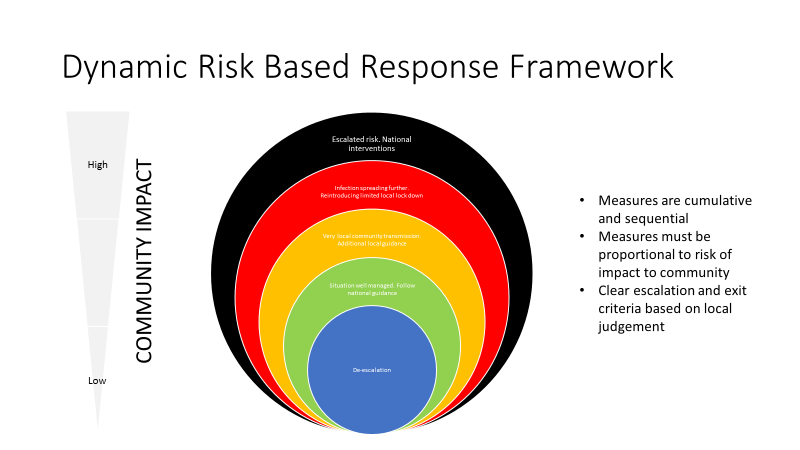 Dynamic Risk Based Response Framework
High
Low
COMMUNITY IMPACT
Escalated risk. National
interventions
Infection spreading further.
Reintroducing limited local lock down
Very local community transmission.
Additional local guidance
Situation well managed. Follow
national guidance
De-escalation
• Measures are cumulative
and sequential
• Measures must be
proportional to risk of
impact to community
• Clear escalation and exit
criteria based on local
judgement